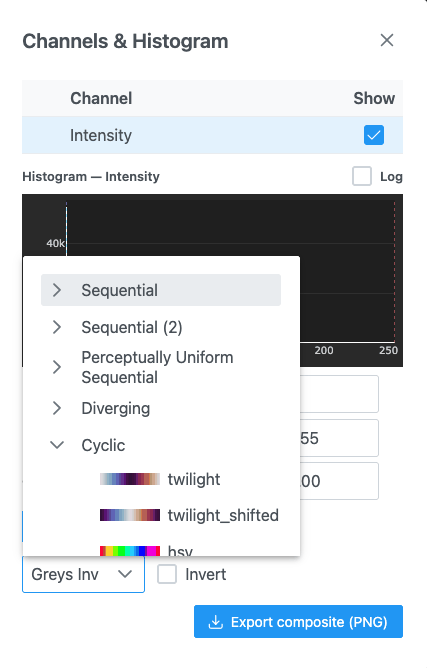 Channels & Histogram
Channel Show
Intensity
Histogram — Intensity Log
40k
Sequential
Sequential (2)
Perceptually Uniform
Sequential
Diverging
Cyclic
twilight
twilight_shifted
hsv
200 250
55
00
Greys Inv Invert
Export composite (PNG)